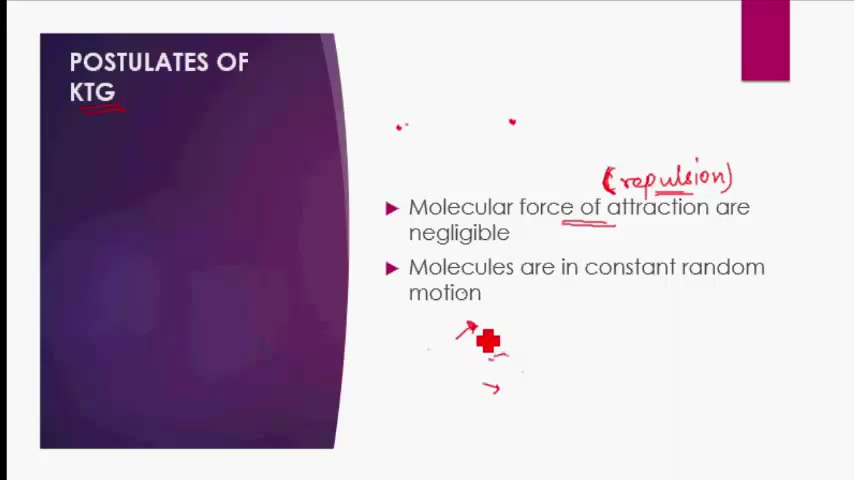 POSTULATES OF
KTG
(repulsion)
Molecular force of attraction are
negligible
Molecules are in constant random
motion